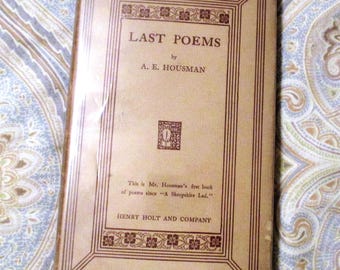 LAST POEMS
by
A. E. HOUSMAN
This is Mr. Housman's first book
of poems since "A Shropshire Lad."
HENRY HOLT AND COMPANY